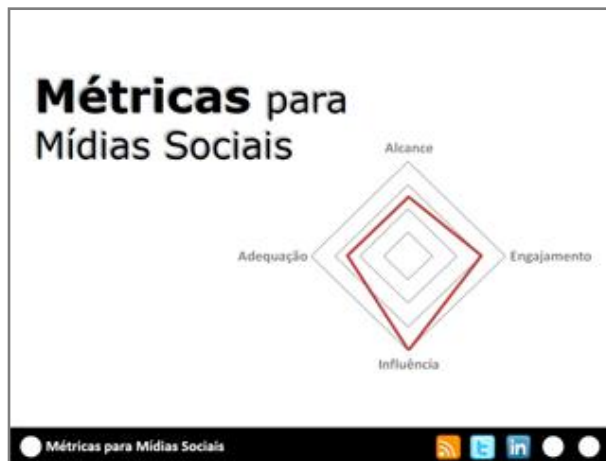 Métricas para
Mídias Sociais
Alcance
Adequação
Engajamento
Influência
Métricas para Mídias Sociais